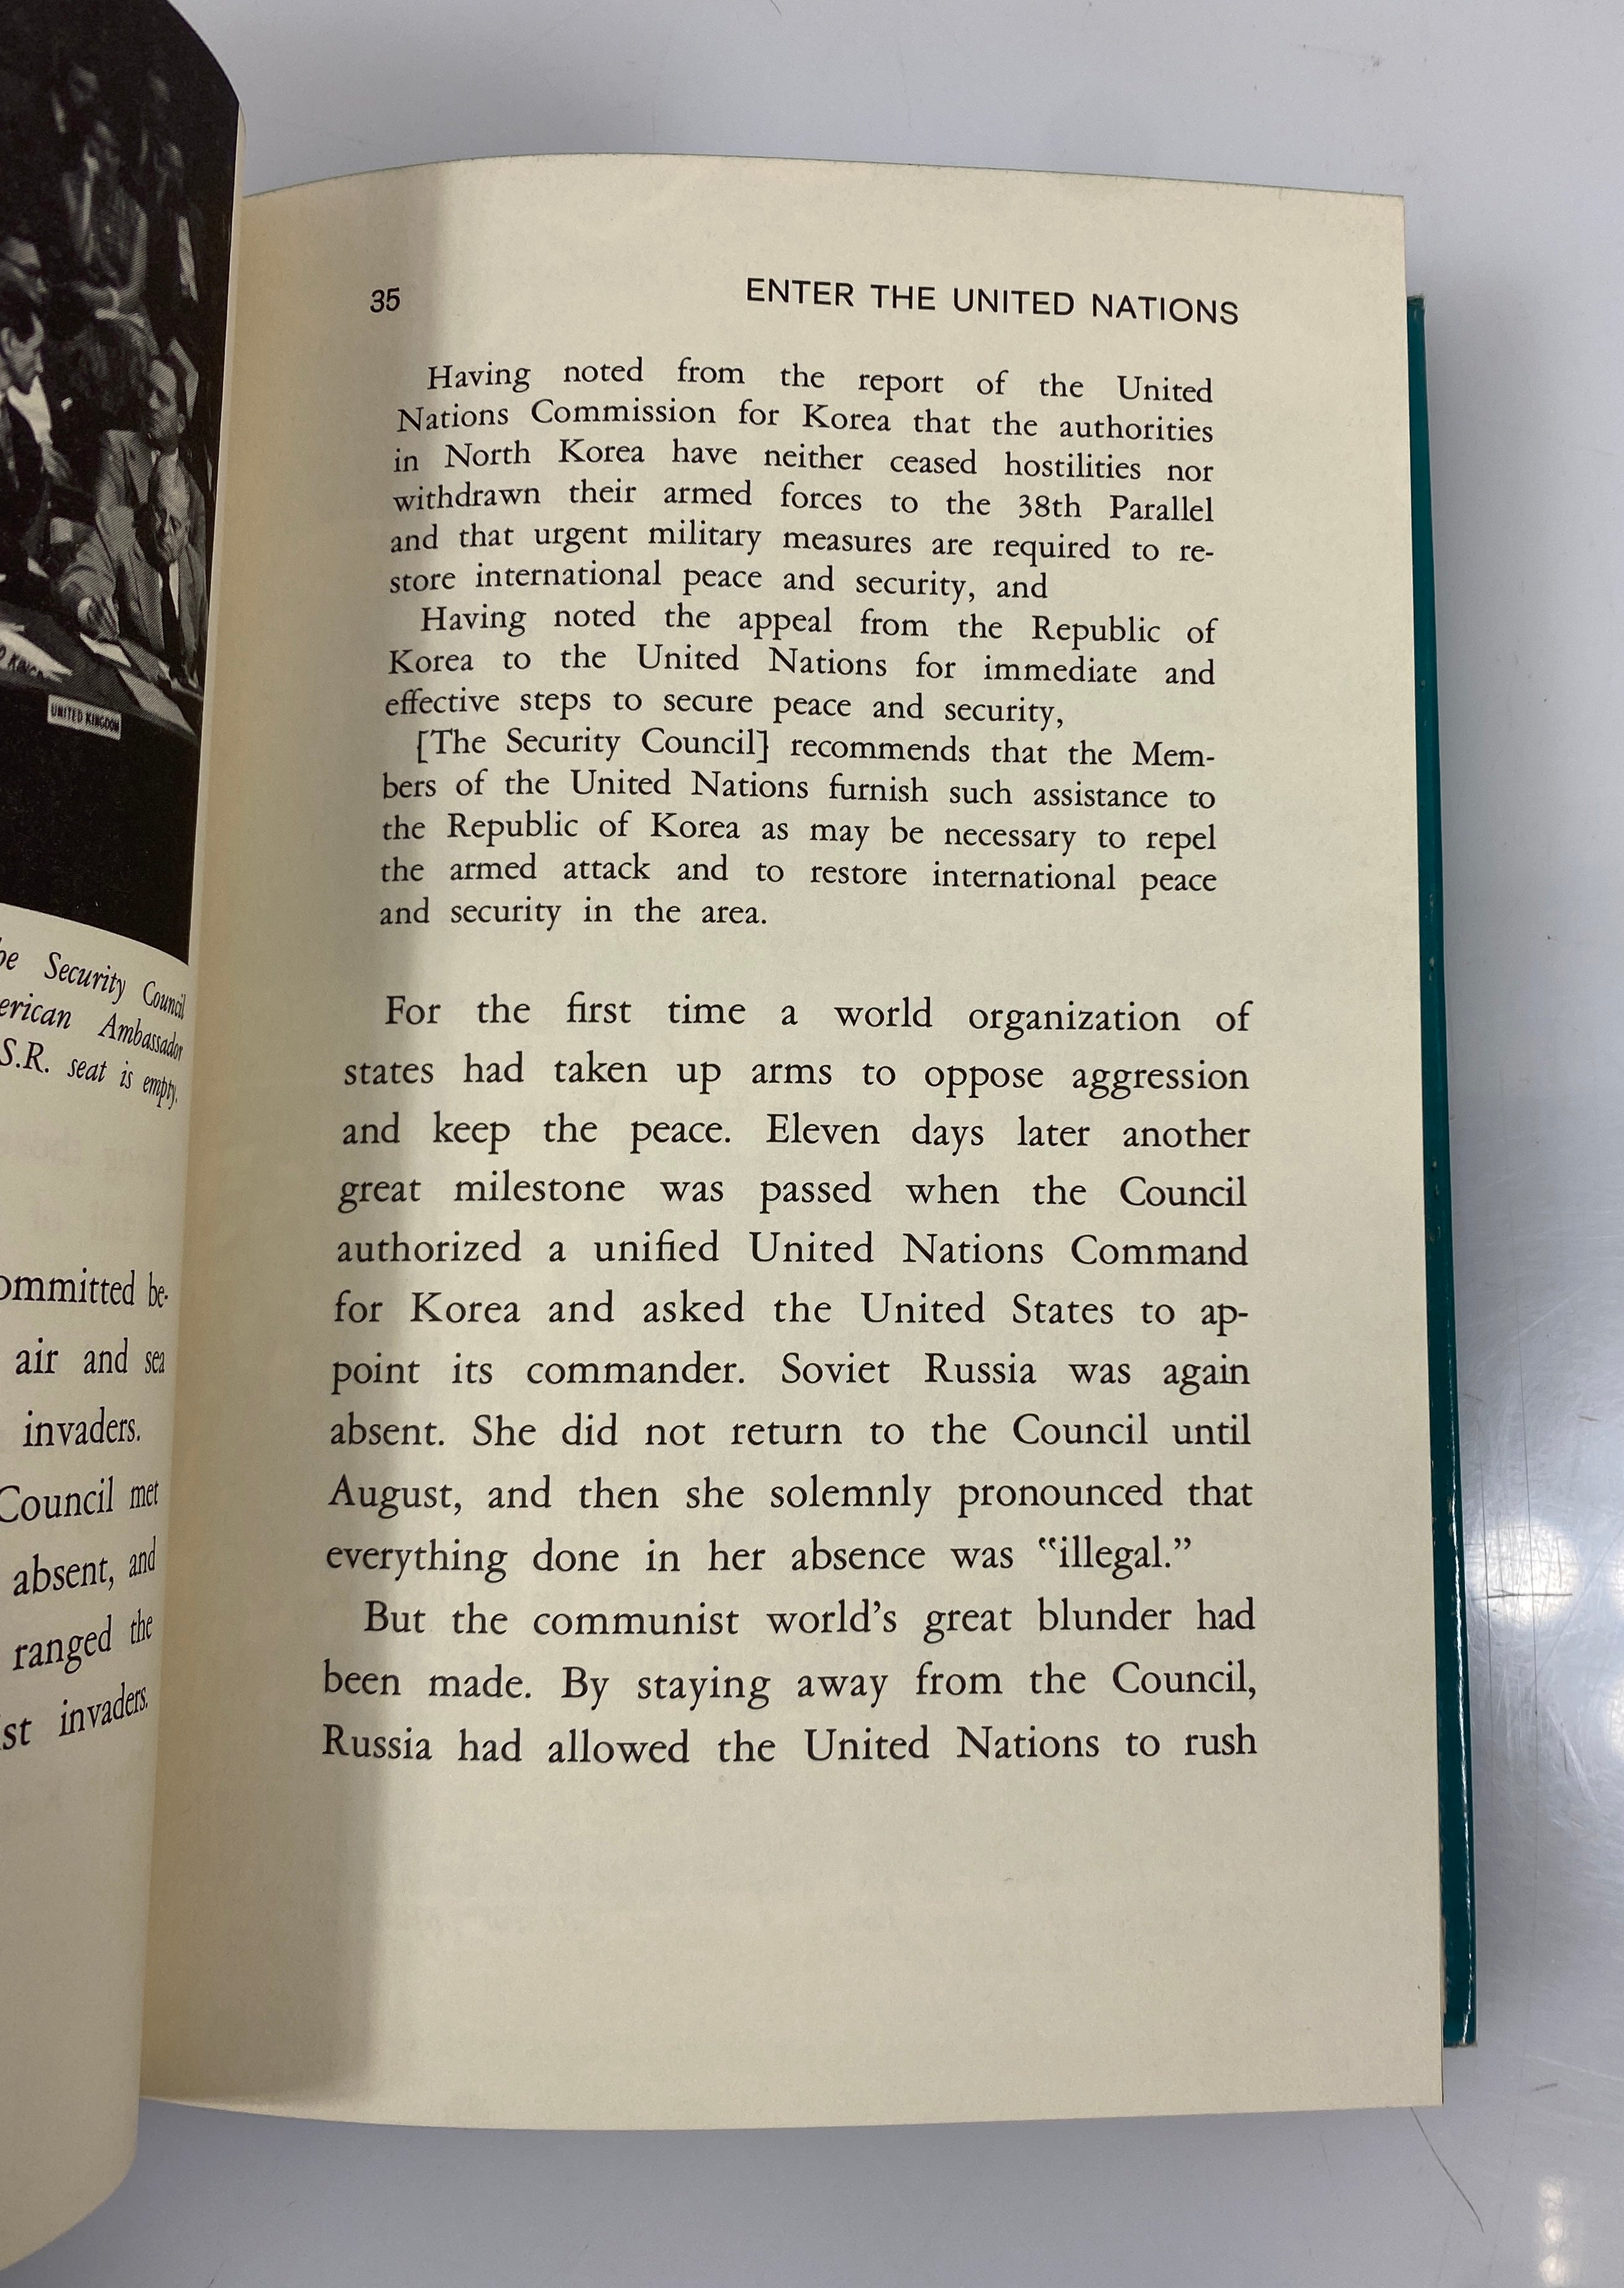 UNITED KINGDOM
Security Council
American Ambassador
S.R. seat is empty.
ommitted be-
air and sea
invaders.
Council met
absent, and
ranged the
st invaders.
35
ENTER THE UNITED NATIONS
Having noted from the report of the United
Nations Commission for Korea that the authorities
in North Korea have neither ceased hostilities nor
withdrawn their armed forces to the 38th Parallel
and that urgent military measures are required to re-
store international peace and security, and
Having noted the appeal from the Republic of
Korea to the United Nations for immediate and
effective steps to secure peace and security,
[The Security Council] recommends that the Mem-
bers of the United Nations furnish such assistance to
the Republic of Korea as may be necessary to repel
the armed attack and to restore international peace
and security in the area.
For the first time a world organization of
states had taken up arms to oppose aggression
and keep the peace. Eleven days later another
great milestone was passed when the Council
authorized a unified United Nations Command
for Korea and asked the United States to ap-
point its commander. Soviet Russia was again
absent. She did not return to the Council until
August, and then she solemnly pronounced that
everything done in her absence was “illegal.”
But the communist world’s great blunder had
been made. By staying away from the Council,
Russia had allowed the United Nations to rush